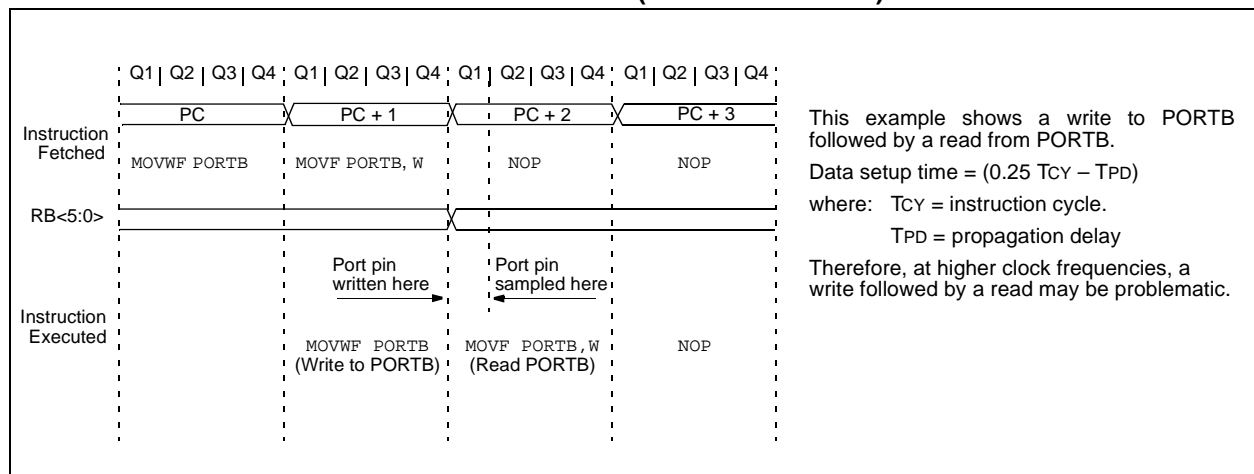 Q1 | Q2 | Q3 | Q4 Q1 | Q2 | Q3 | Q4 Q1 | Q2 | Q3 | Q4 Q1 | Q2 | Q3 | Q4
PC PC + 1 PC + 2 PC + 3
Instruction
Fetched
MOVWF PORTB MOVF PORTB, W NOP NOP
RB<5:0>
Port pin
written here
Port pin
sampled here
Instruction
Executed
MOVWF PORTB
(Write to PORTB)
MOVF PORTB,W
(Read PORTB)
NOP
This example shows a write to PORTB
followed by a read from PORTB.
Data setup time = (0.25 TCY – TPD)
where: TCY = instruction cycle.
TPD = propagation delay
Therefore, at higher clock frequencies, a
write followed by a read may be problematic.